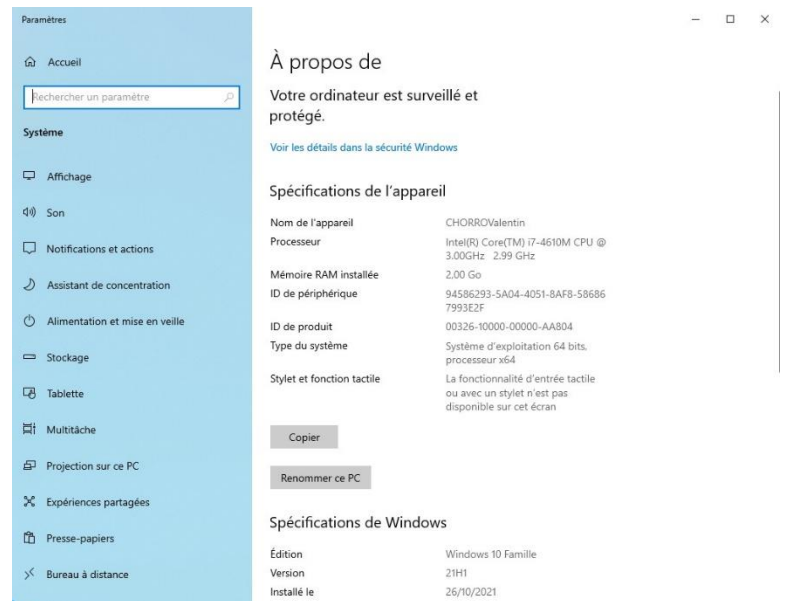 Paramètres
Accueil
Rechercher un paramètre
Système
Affichage
Son
Notifications et actions
Assistant de concentration
Alimentation et mise en veille
Stockage
Tablette
Multitâche
Projection sur ce PC
Expériences partagées
Presse-papiers
Bureau à distance
À propos de
Votre ordinateur est surveillé et
protégé.
Voir les détails dans la sécurité Windows
Spécifications de l'appareil
Nom de l'appareil CHORROValentin
Processeur Intel(R) Core(TM) i7-4610M CPU @
3.00GHz 2.99 GHz
Mémoire RAM installée 2,00 Go
ID de périphérique 94586293-5A04-4051-8AF8-58686
7993E2F
ID de produit 00326-10000-00000-AA804
Type du système Système d'exploitation 64 bits,
processeur x64
Stylet et fonction tactile La fonctionnalité d'entrée tactile
ou avec un stylet n'est pas
disponible sur cet écran
Copier
Renommer ce PC
Spécifications de Windows
Édition Windows 10 Famille
Version 21H1
Installé le 26/10/2021